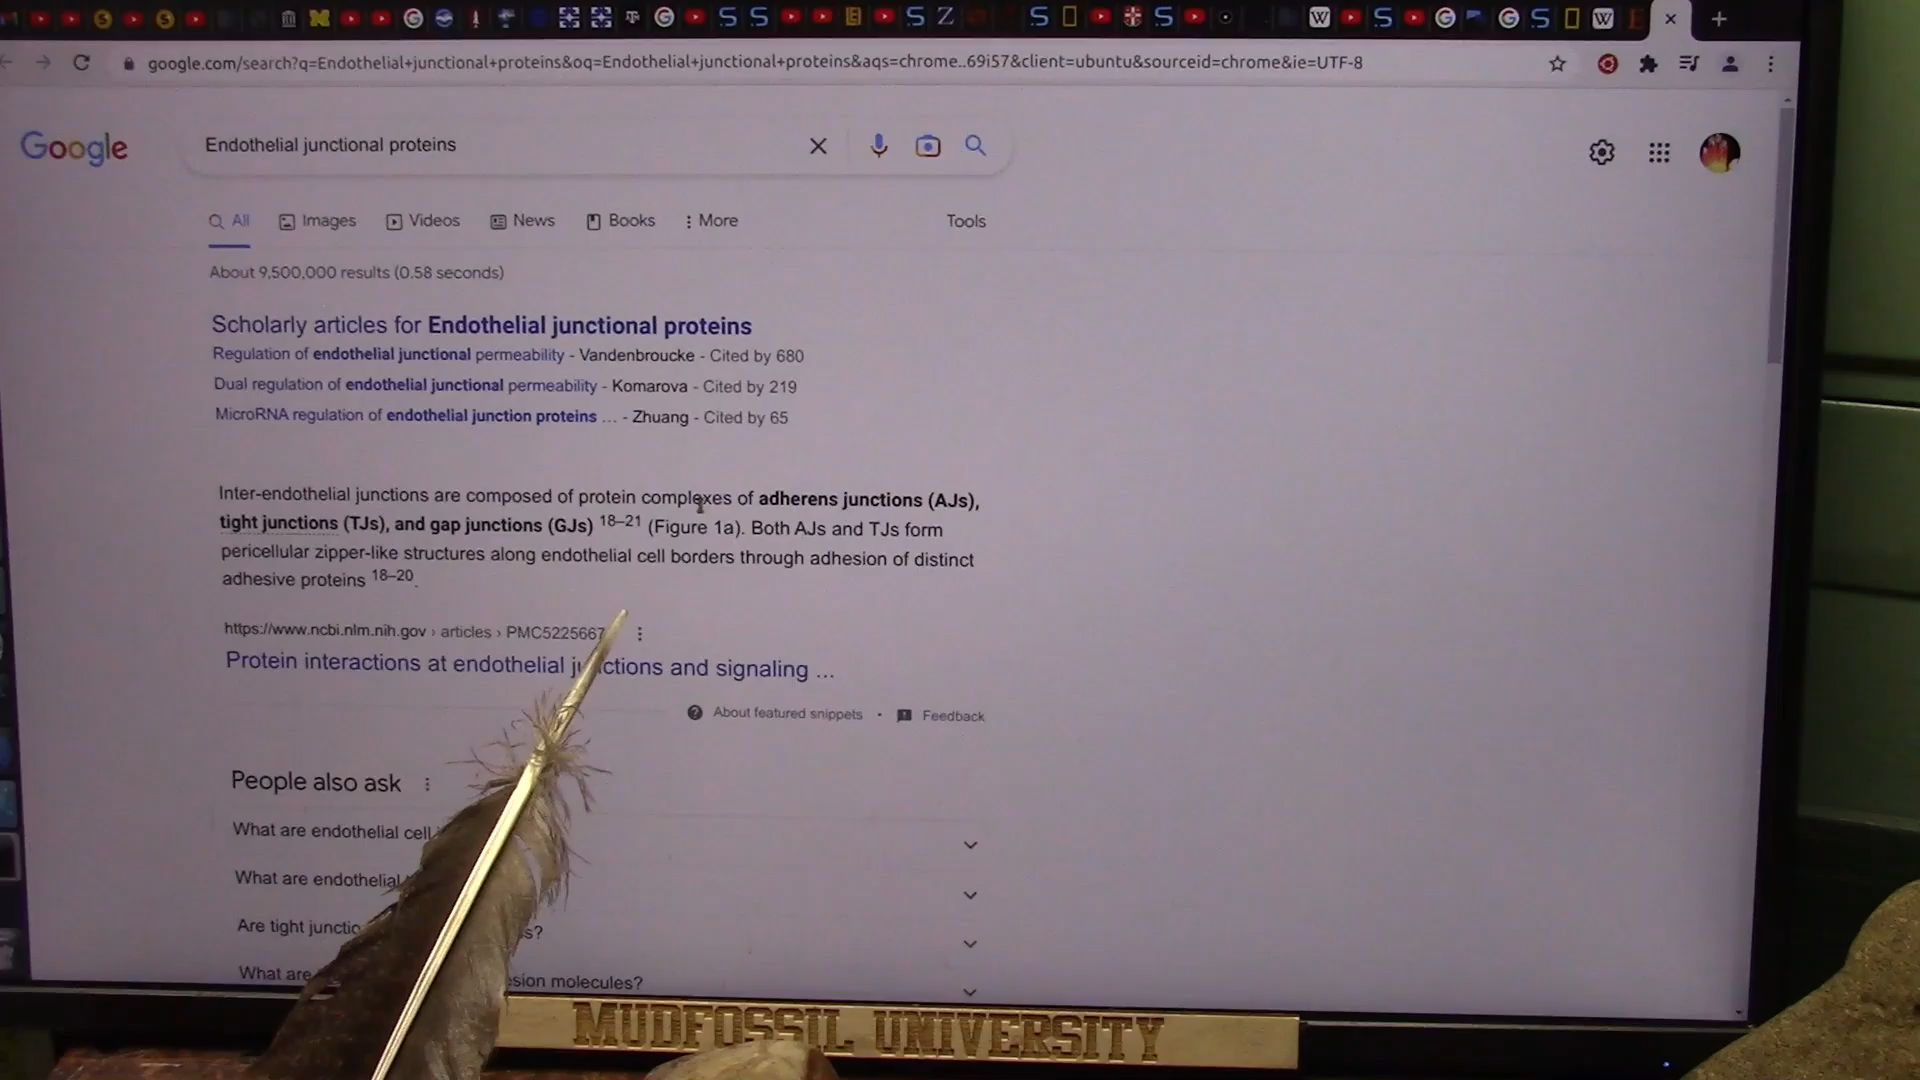 google.com/search?q=Endothelial+junctional+proteins&oq=Endothelial+junctional+proteins&aqs=chrome..69i57&client=ubuntu&sourceid=chrome&ie=UTF-8
Google
Endothelial junctional proteins
All Images Videos News Books More Tools
About 9,500,000 results (0.58 seconds)
Scholarly articles for Endothelial junctional proteins
Regulation of endothelial junctional permeability - Vandenbroucke - Cited by 680
Dual regulation of endothelial junctional permeability - Komarova - Cited by 219
MicroRNA regulation of endothelial junction proteins ... - Zhuang - Cited by 65
Inter-endothelial junctions are composed of protein complexes of adherens junctions (AJs),
tight junctions (TJs), and gap junctions (GJs) 18–21 (Figure 1a). Both AJs and TJs form
pericellular zipper-like structures along endothelial cell borders through adhesion of distinct
adhesive proteins 18–20.
https://www.ncbi.nlm.nih.gov › articles › PMC5225667
Protein interactions at endothelial junctions and signaling ...
About featured snippets • Feedback
People also ask
What are endothelial cell
What are endothelial
Are tight
What are molecules?
MUDFOSSIL UNIVERSITY